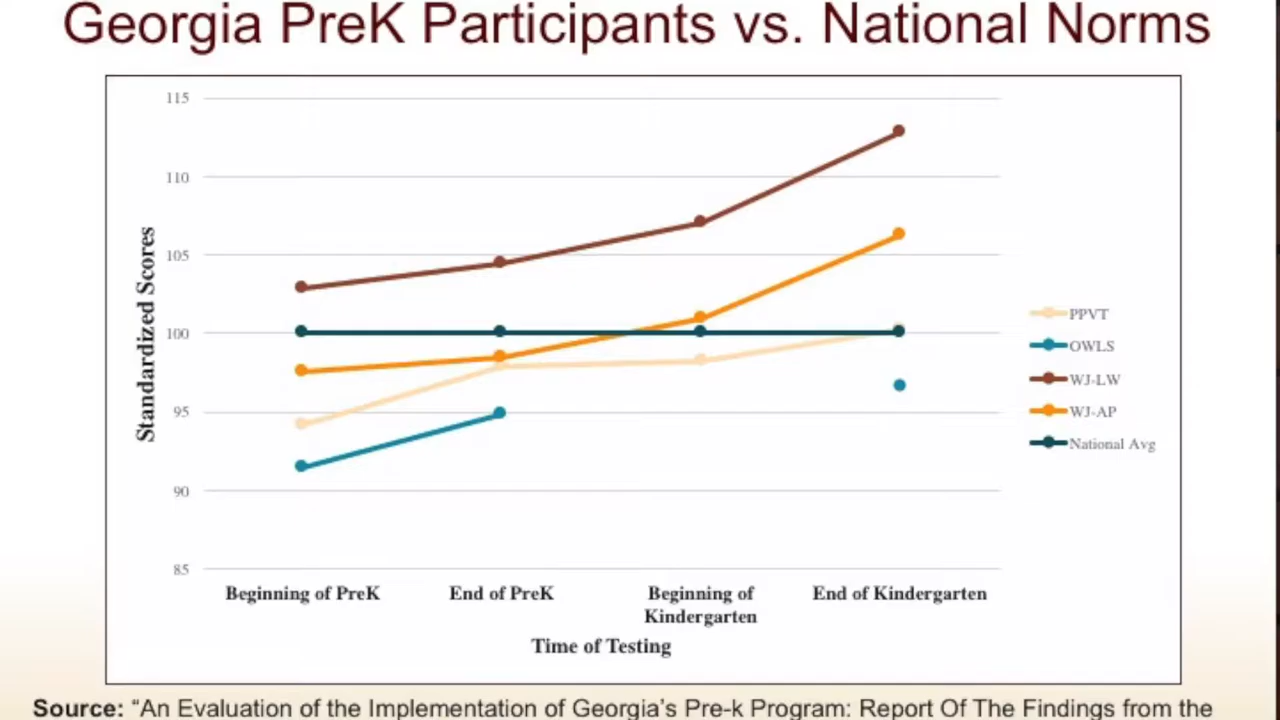 Georgia PreK Participants vs. National Norms
115
110
105
100
95
90
85
Standardized Scores
Beginning of PreK
End of PreK
Beginning of
Kindergarten
End of Kindergarten
Time of Testing
PPVT
OWLS
WJ-LW
WJ-AP
National Avg
Source: “An Evaluation of the Implementation of Georgia’s Pre-k Program: Report Of The Findings from the